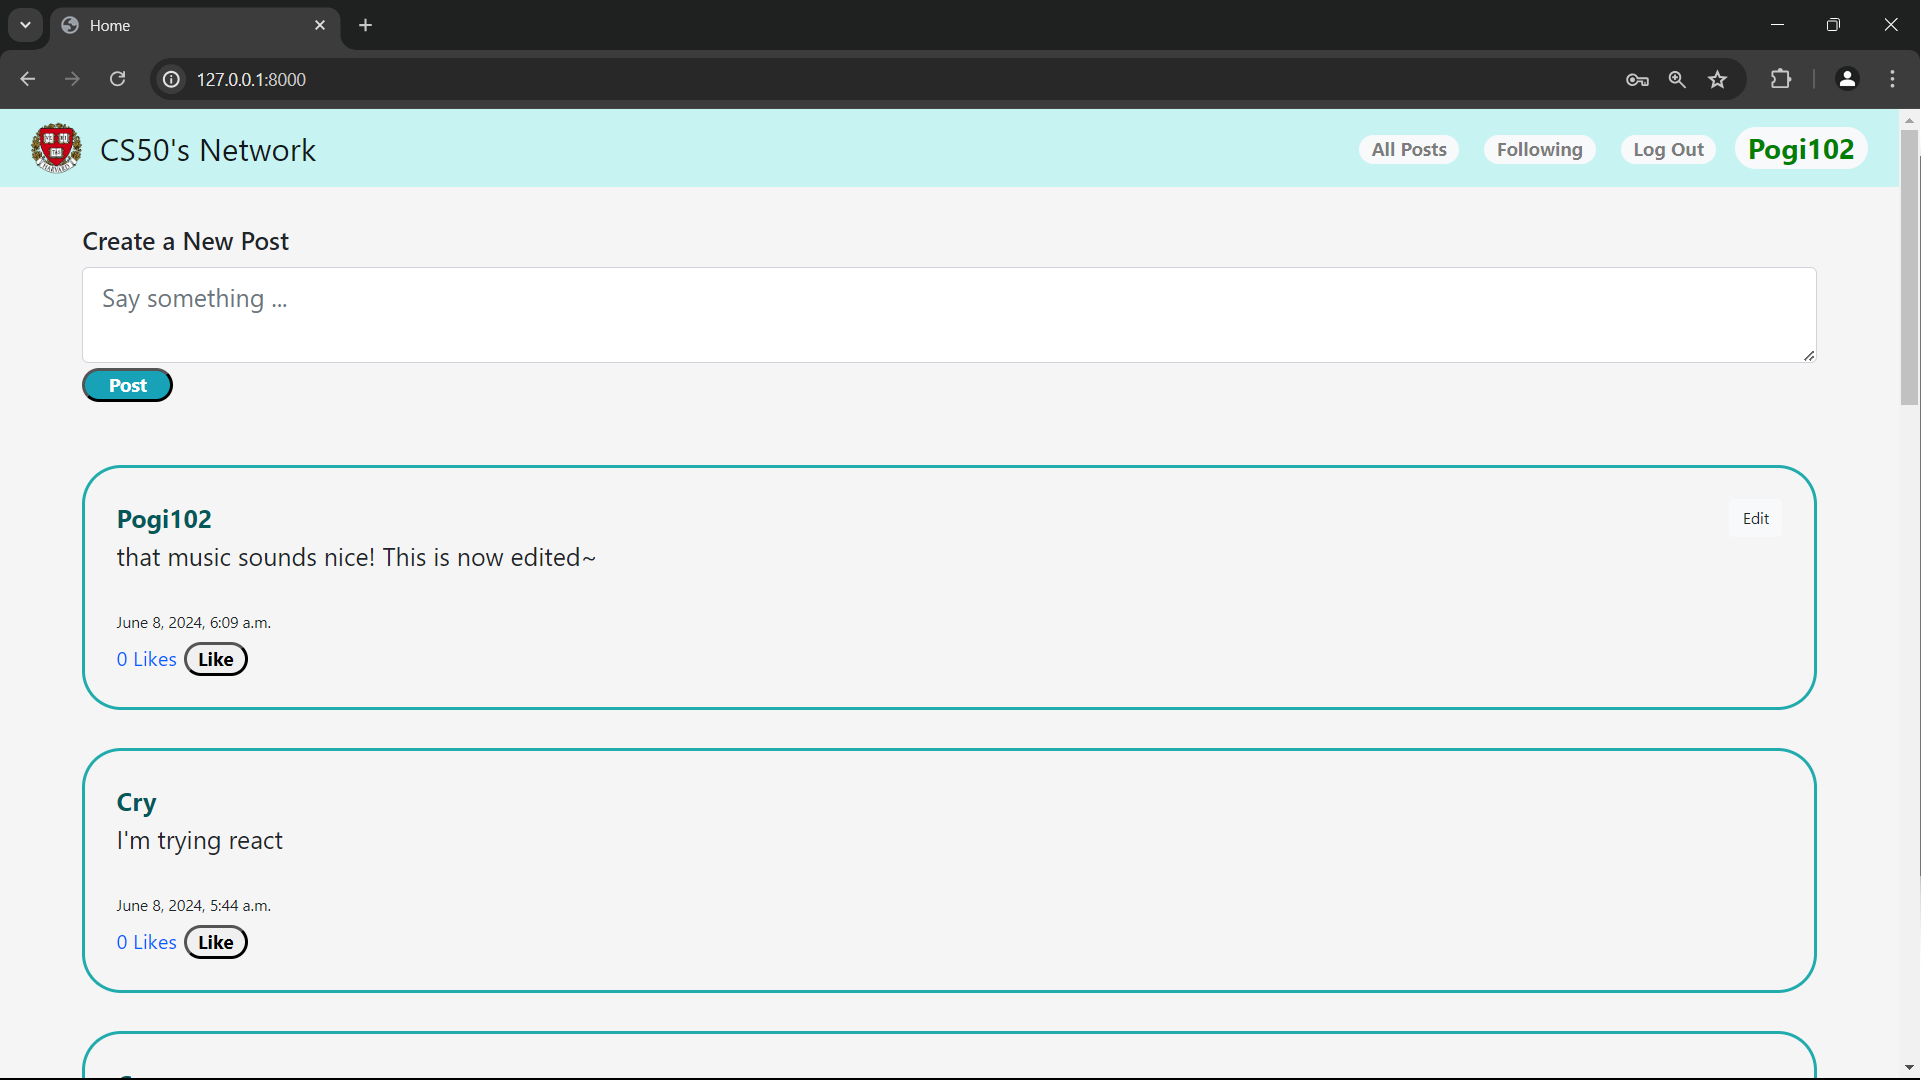 Home
127.0.0.1:8000
CS50's Network
All Posts
Following
Log Out
Pogi102
Create a New Post
Say something ...
Post
Pogi102
Edit
that music sounds nice! This is now edited~
June 8, 2024, 6:09 a.m.
0 Likes
Like
Cry
I'm trying react
June 8, 2024, 5:44 a.m.
0 Likes
Like